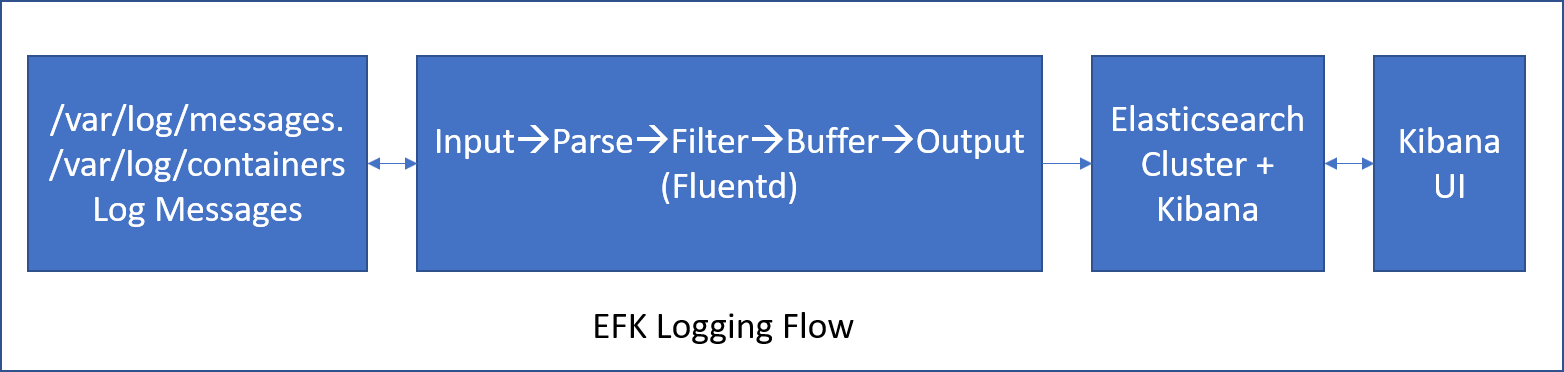 /var/log/messages.
/var/log/containers
Log Messages
Input→Parse→Filter→Buffer→Output
(Fluentd)
Elasticsearch
Cluster +
Kibana
Kibana
UI
EFK Logging Flow